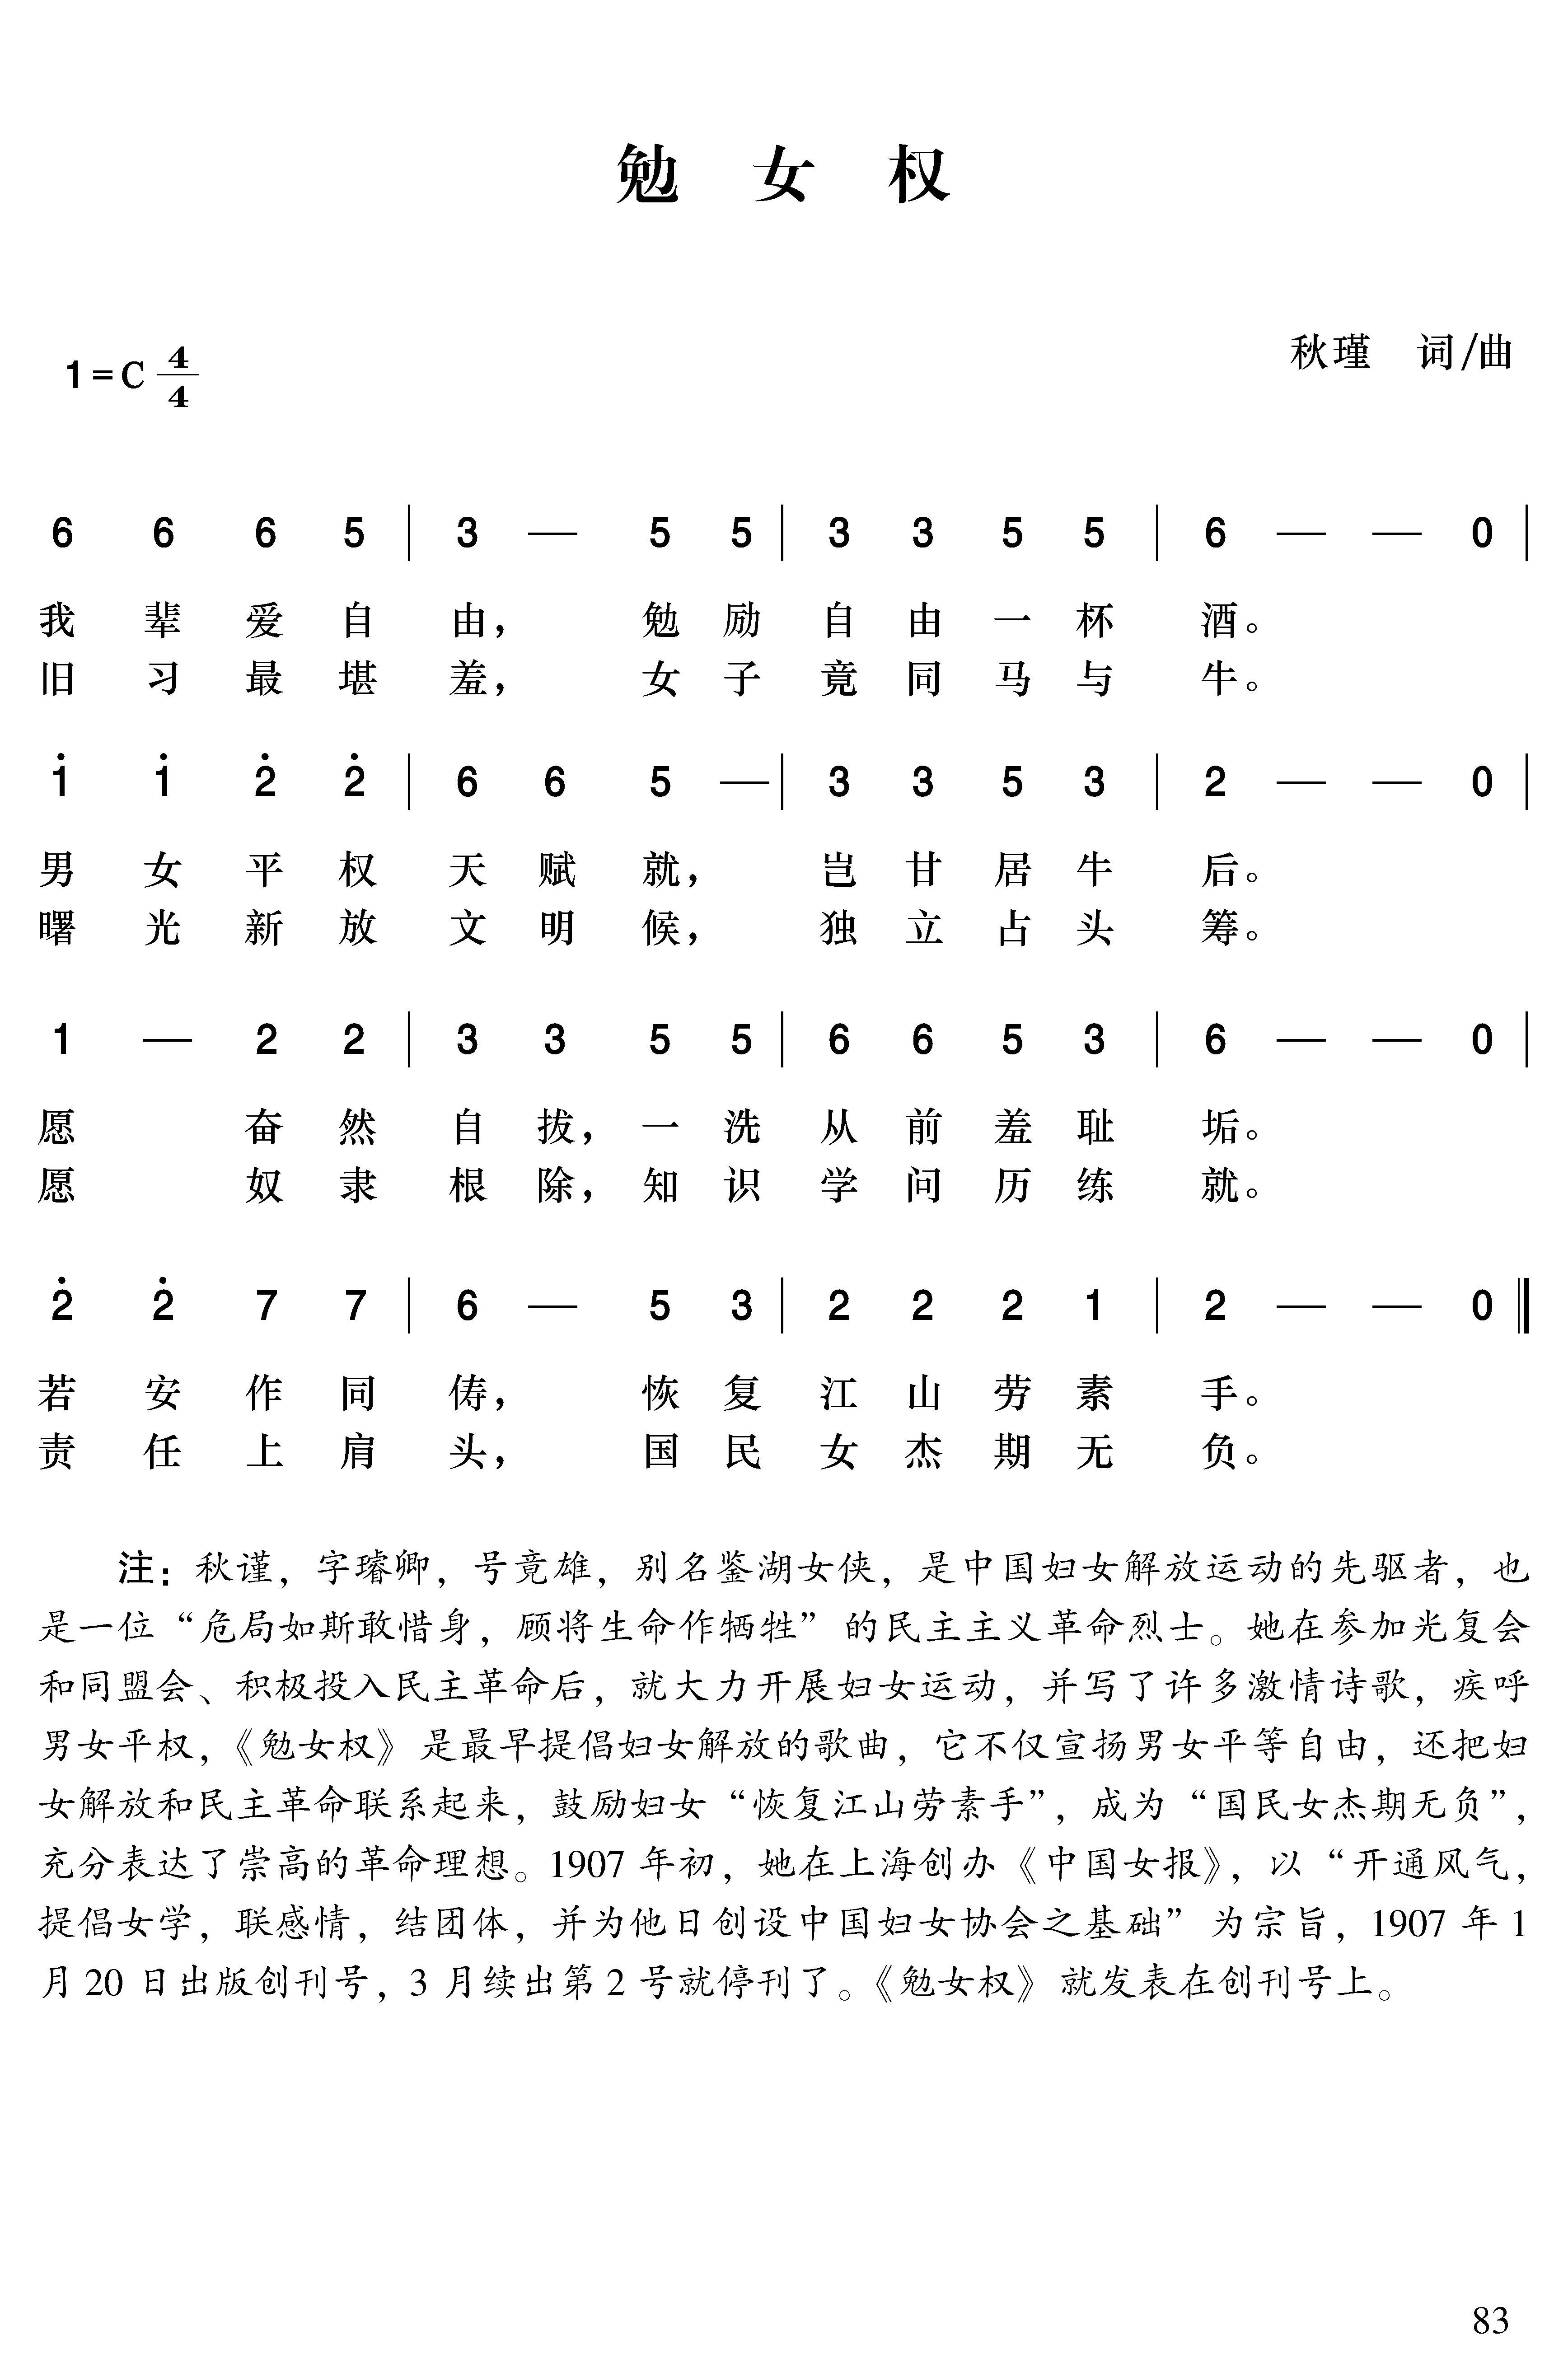 勉 女 权
秋瑾 词/曲
1=C 4/4
6 6 6 5 | 3 — 5 5 | 3 3 5 5 | 6 — — 0 |
我 辈 爱 自 由， 勉 励 自 由 一 杯 酒。
旧 习 最 堪 羞， 女 子 竟 同 马 与 牛。
1̇ 1̇ 2̇ 2̇ | 6 6 5 — | 3 3 5 3 | 2 — — 0 |
男 女 平 权 天 赋 就， 岂 甘 居 牛 后。
曙 光 新 放 文 明 候， 独 立 占 头 筹。
1 — 2 2 | 3 3 5 5 | 6 6 5 3 | 6 — — 0 |
愿 奋 然 自 拔， 一 洗 从 前 羞 耻 垢。
愿 奴 隶 根 除， 知 识 学 问 历 练 就。
2̇ 2̇ 7 7 | 6 — 5 3 | 2 2 2 1 | 2 — — 0 ‖
若 安 作 同 俦， 恢 复 江 山 劳 素 手。
责 任 上 肩 头， 国 民 女 杰 期 无 负。
注：秋谨，字璿卿，号竟雄，别名鉴湖女侠，是中国妇女解放运动的先驱者，也
是一位“危局如斯敢惜身，顾将生命作牺牲”的民主主义革命烈士。她在参加光复会
和同盟会、积极投入民主革命后，就大力开展妇女运动，并写了许多激情诗歌，疾呼
男女平权，《勉女权》是最早提倡妇女解放的歌曲，它不仅宣扬男女平等自由，还把妇
女解放和民主革命联系起来，鼓励妇女“恢复江山劳素手”，成为“国民女杰期无负”，
充分表达了崇高的革命理想。1907 年初，她在上海创办《中国女报》，以“开通风气，
提倡女学，联感情，结团体，并为他日创设中国妇女协会之基础”为宗旨，1907 年 1
月 20 日出版创刊号，3 月续出第 2 号就停刊了。《勉女权》就发表在创刊号上。
83